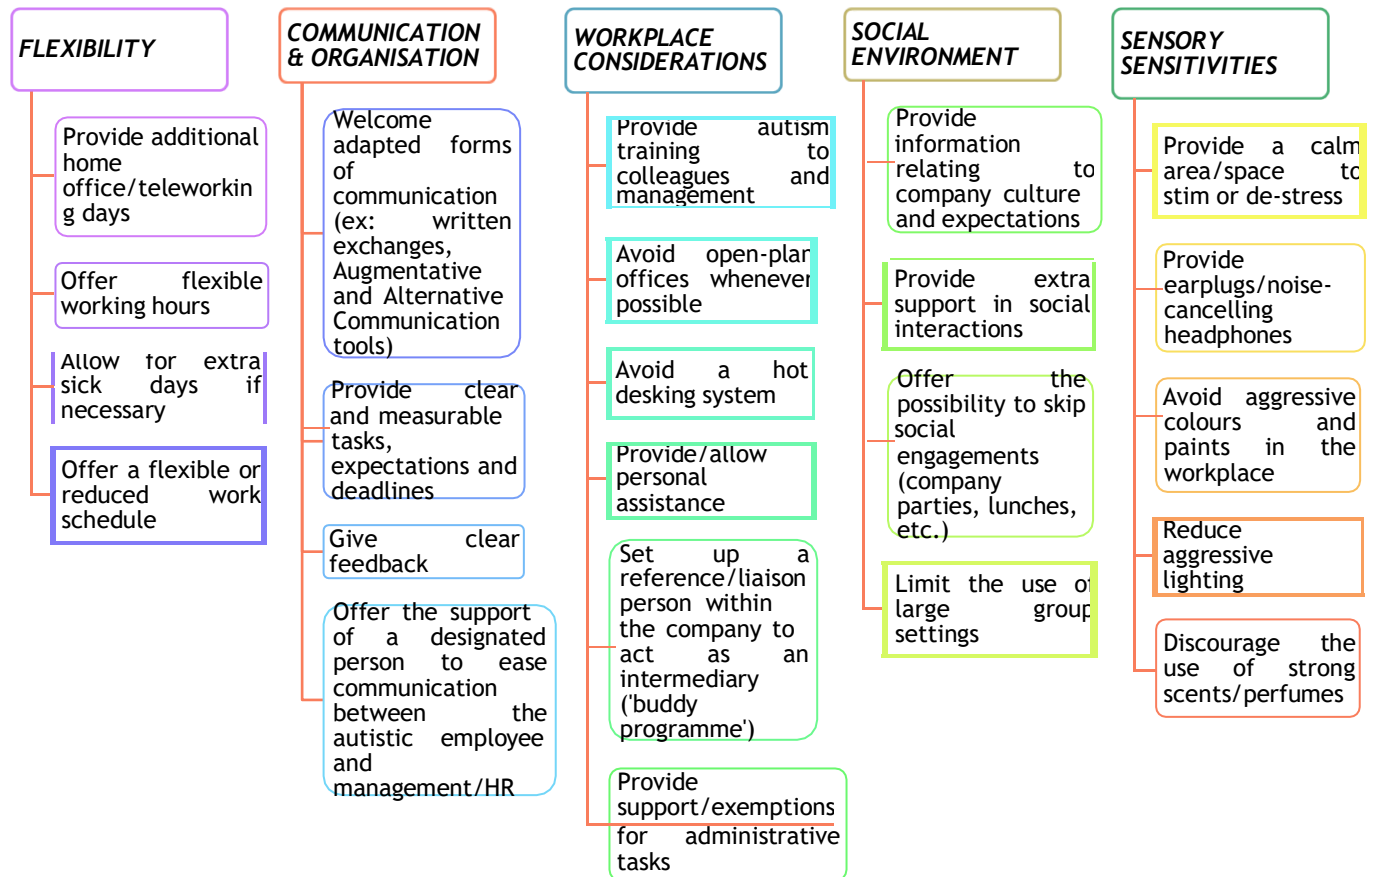 FLEXIBILITY
Provide additional
home
office/teleworkin
g days
Offer flexible
working hours
Allow for extra
sick days if
necessary
Offer a flexible or
reduced work
schedule
COMMUNICATION
& ORGANISATION
Welcome
adapted forms
of
communication
(ex: written
exchanges,
Augmentative
and Alternative
Communication
tools)
Provide clear
and measurable
tasks,
expectations and
deadlines
Give clear
feedback
Offer the support
of a designated
person to ease
communication
between the
autistic employee
and
management/HR
WORKPLACE
CONSIDERATIONS
Provide autism
training to
colleagues and
management
Avoid open-plan
offices whenever
possible
Avoid a hot
desking system
Provide/allow
personal
assistance
Set up a
reference/liaison
person within
the company to
act as an
intermediary
('buddy
programme')
Provide
support/exemptions
for administrative
tasks
SOCIAL
ENVIRONMENT
Provide
information
relating to
company culture
and expectations
Provide extra
support in social
interactions
Offer the
possibility to skip
social
engagements
(company
parties, lunches,
etc.)
Limit the use of
large group
settings
SENSORY
SENSITIVITIES
Provide a calm
area/space to
stim or de-stress
Provide
earplugs/noise-
cancelling
headphones
Avoid aggressive
colours and
paints in the
workplace
Reduce
aggressive
lighting
Discourage the
use of strong
scents/perfumes